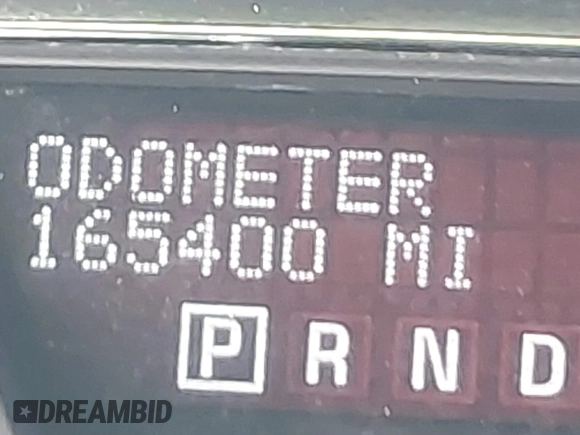 ODOMETER
165400 MI
P R N D
DREAMBID